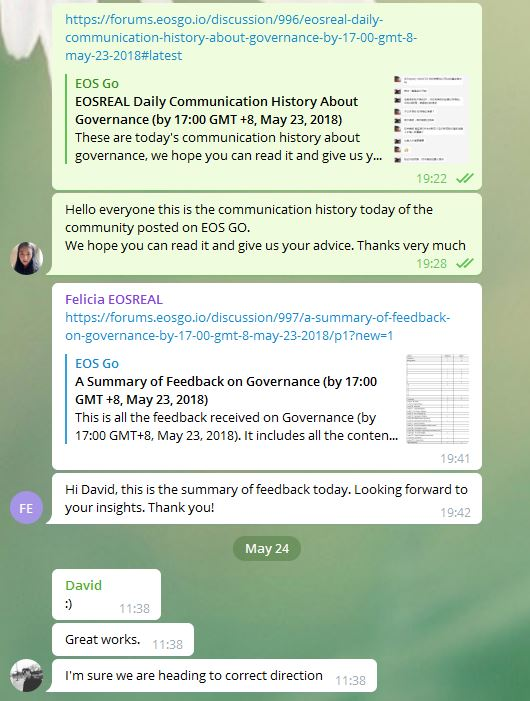 https://forums.eosgo.io/discussion/996/eosreal-daily-
communication-history-about-governance-by-17-00-gmt-8-
may-23-2018#latest
EOS Go
EOSREAL Daily Communication History About
Governance (by 17:00 GMT +8, May 23, 2018)
These are today's communication history about
governance, we hope you can read it and give us y...
19:22
Hello everyone this is the communication history today of the
community posted on EOS GO.
We hope you can read it and give us your advice. Thanks very much
19:28
Felicia EOSREAL
https://forums.eosgo.io/discussion/997/a-summary-of-feedback-
on-governance-by-17-00-gmt-8-may-23-2018/p1?new=1
EOS Go
A Summary of Feedback on Governance (by 17:00
GMT +8, May 23, 2018)
This is all the feedback received on Governance (by
17:00 GMT+8, May 23, 2018). It includes all the conten...
19:41
Hi David, this is the summary of feedback today. Looking forward to
your insights. Thank you!
19:42
FE
May 24
David
:) 11:38
Great works. 11:38
I'm sure we are heading to correct direction 11:38